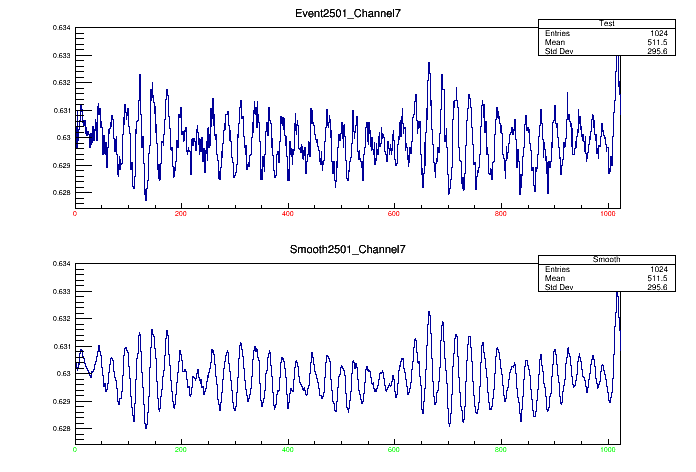 Event2501_Channel7
Test
Entries 1024
Mean 511.5
Std Dev 295.6
0.634
0.633
0.632
0.631
0.63
0.629
0.628
0 200 400 600 800 1000
Smooth2501_Channel7
Smooth
Entries 1024
Mean 511.5
Std Dev 295.6
0.634
0.633
0.632
0.631
0.63
0.629
0.628
0 200 400 600 800 1000